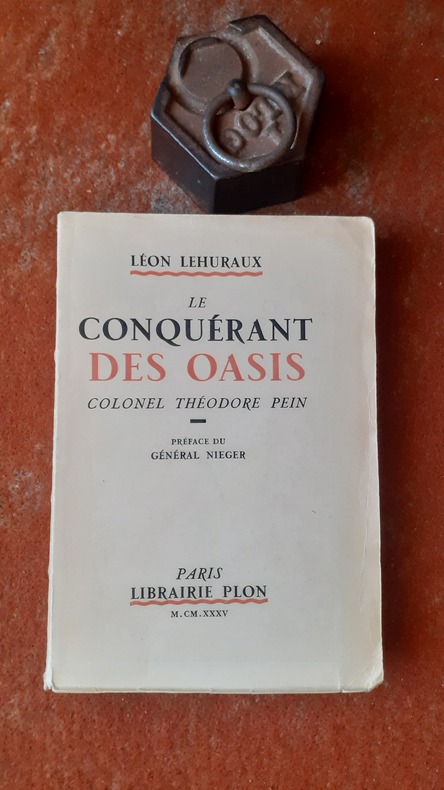 LÉON LEHURAUX
LE
CONQUÉRANT
DES OASIS
COLONEL THÉODORE PEIN
PRÉFACE DU
GÉNÉRAL NIEGER
PARIS
LIBRAIRIE PLON
M.CM.XXXV